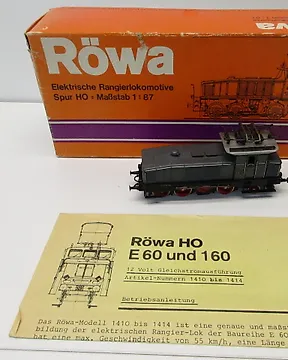 Röwa
Elektrische Rangierlokomotive
Spur HO · Maßstab 1:87
Röwa HO
E 60 und 160
12 Volt Gleichstromausführung
Artikel-Nummern 1410 bis 1414
Betriebsanleitung
Das Röwa-Modell 1410 bis 1414 ist eine genaue und maßs
bildung der elektrischen Rangier-Lok der Baureihe E 60
hat eine max. Geschwindigkeit von 55 km/h, eine Länge